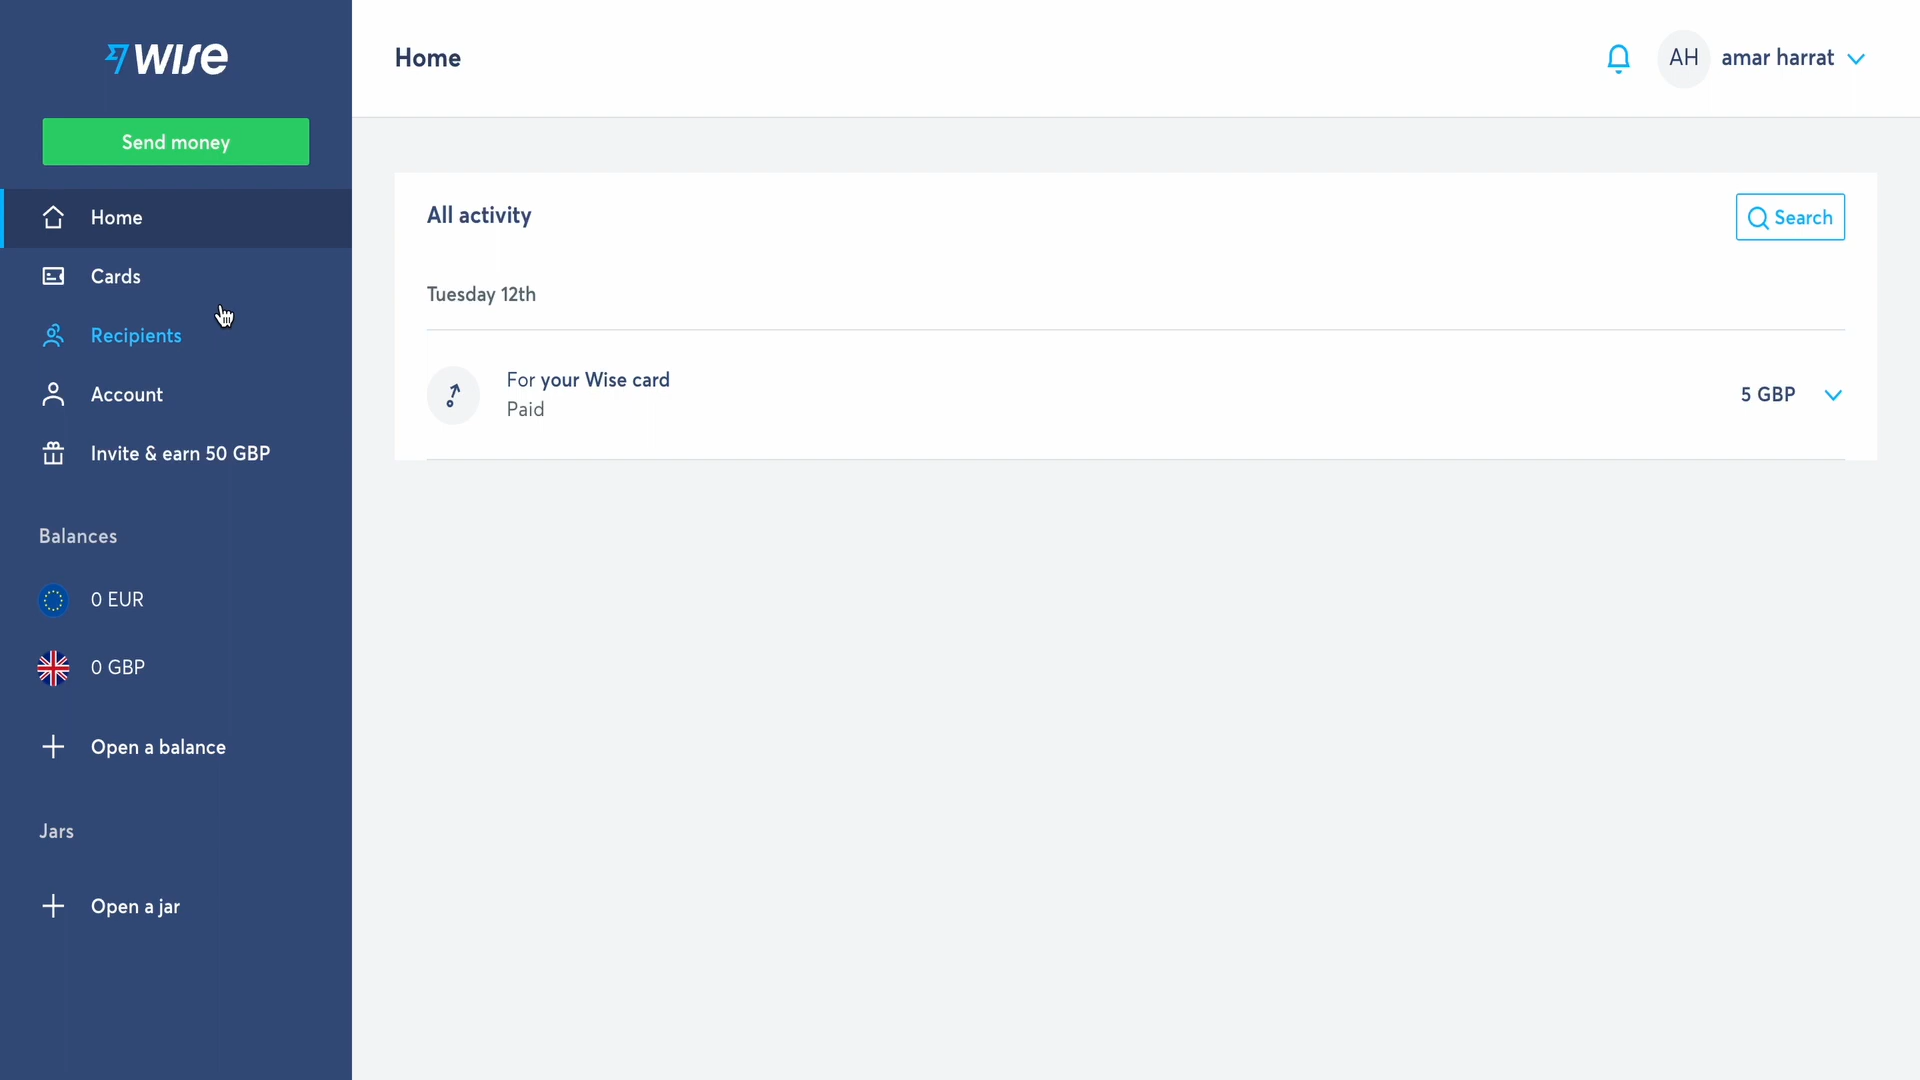 wise
Send money
Home
Cards
Recipients
Account
Invite & earn 50 GBP
Balances
0 EUR
0 GBP
Open a balance
Jars
Open a jar
Home
AH
amar harrat
All activity
Search
Tuesday 12th
For your Wise card
Paid
5 GBP